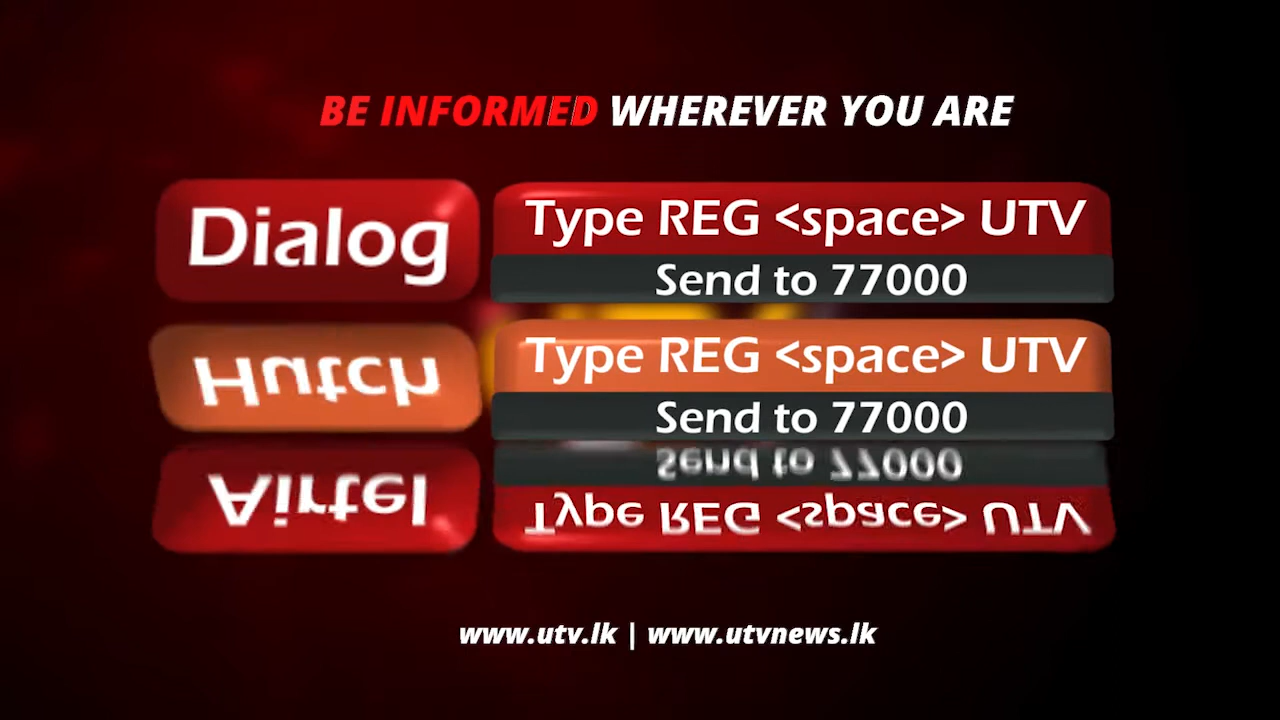 BE INFORMED WHEREVER YOU ARE
Dialog
Type REG <space> UTV
Send to 77000
Hutch
Type REG <space> UTV
Send to 77000
Airtel
Send to 77000
Type REG <space> UTV
www.utv.lk | www.utvnews.lk